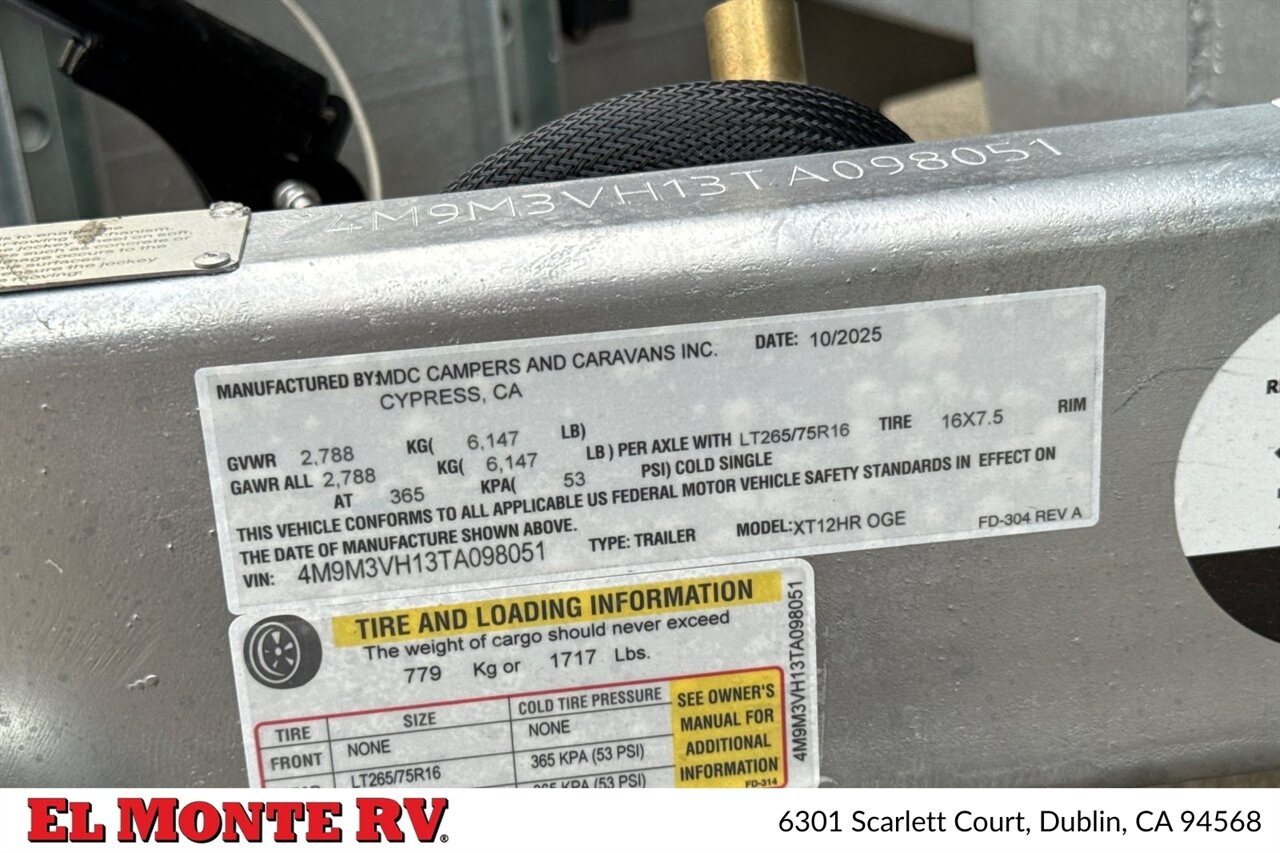 4M9M3VH13TA098051
MANUFACTURED BY:MDC CAMPERS AND CARAVANS INC. DATE: 10/2025
CYPRESS, CA
GVWR 2,788 KG( 6,147 LB)
GAWR ALL 2,788 KG( 6,147 LB) PER AXLE WITH LT265/75R16 TIRE 16X7.5 RIM
AT 365 KPA( 53 PSI) COLD SINGLE
THIS VEHICLE CONFORMS TO ALL APPLICABLE US FEDERAL MOTOR VEHICLE SAFETY STANDARDS IN EFFECT ON
THE DATE OF MANUFACTURE SHOWN ABOVE.
VIN: 4M9M3VH13TA098051 TYPE: TRAILER MODEL:XT12HR OGE FD-304 REV A
TIRE AND LOADING INFORMATION
The weight of cargo should never exceed
779 Kg or 1717 Lbs.
TIRE SIZE COLD TIRE PRESSURE
FRONT NONE NONE
LT265/75R16 365 KPA (53 PSI)
365 KPA (53 PSI)
SEE OWNER'S
MANUAL FOR
ADDITIONAL
INFORMATION
FD-314
4M9M3VH13TA098051
EL MONTE RV®
6301 Scarlett Court, Dublin, CA 94568